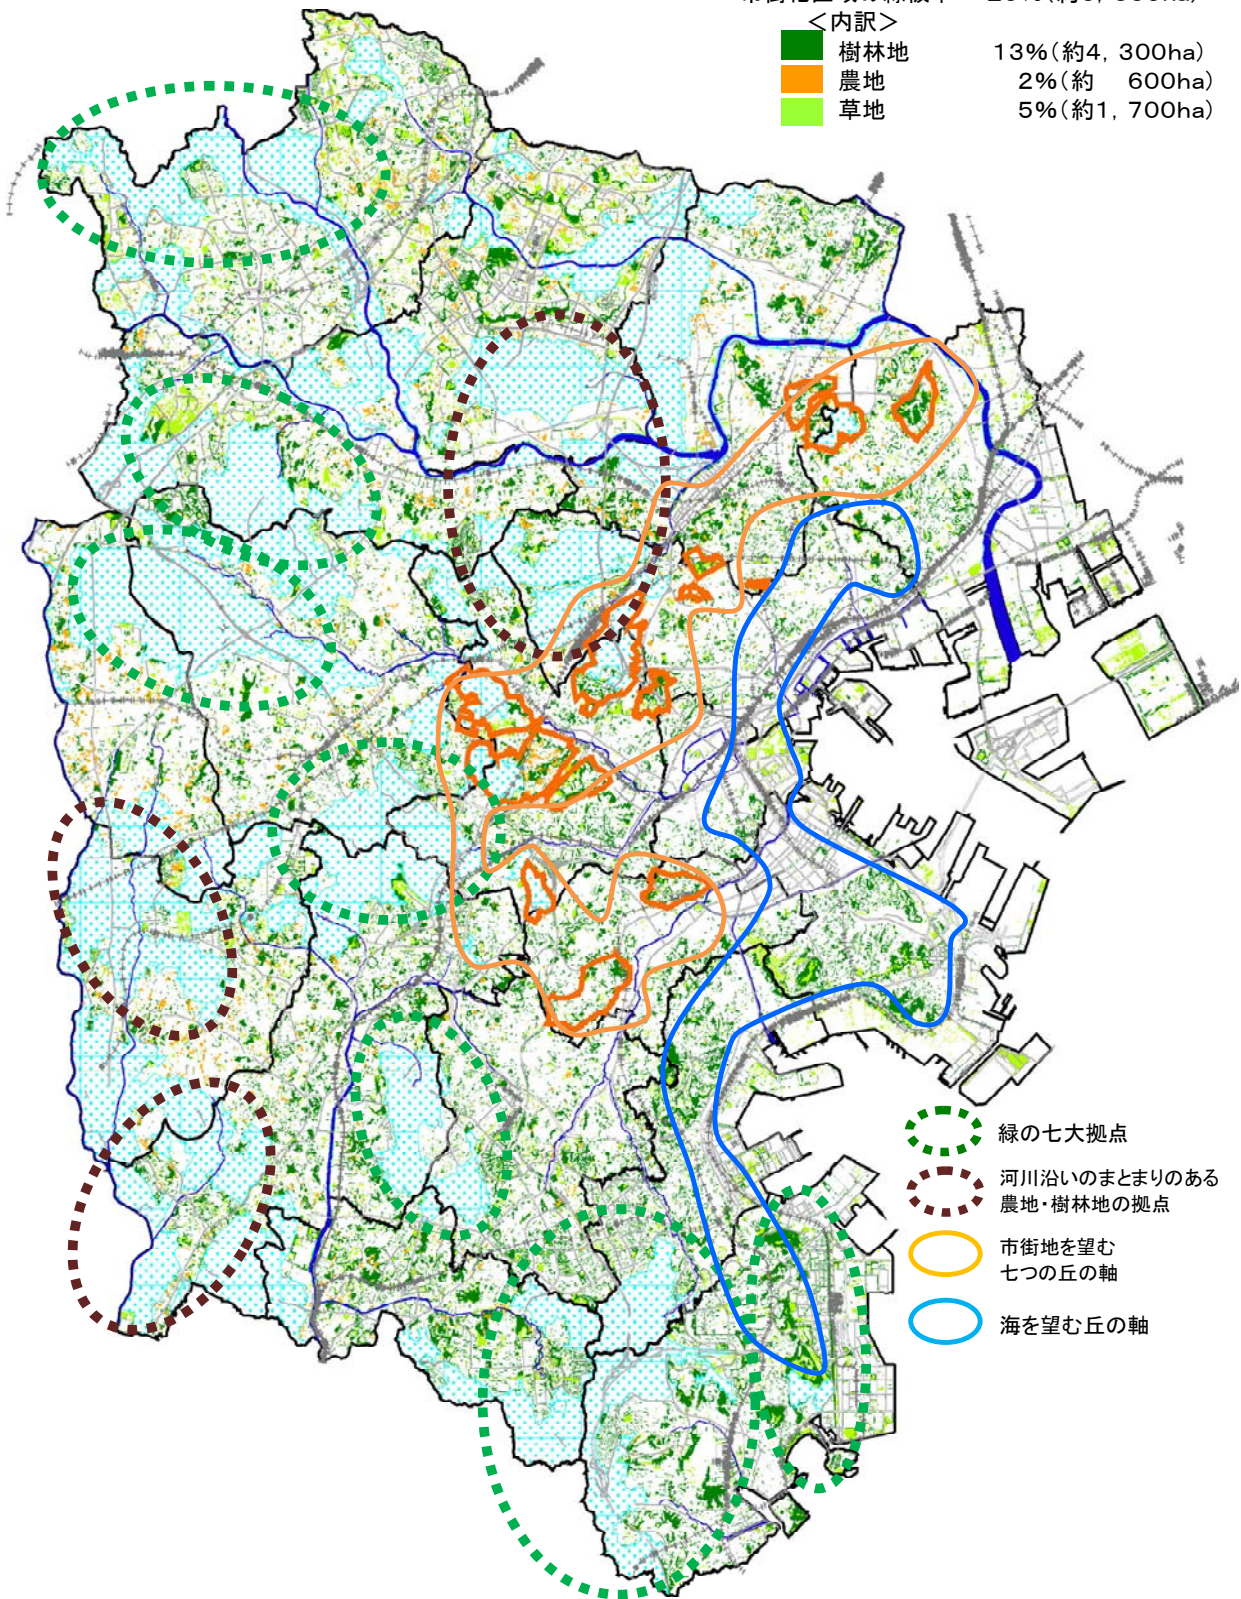 <内訳>
樹林地 13%(約4,300ha)
農地 2%(約 600ha)
草地 5%(約1,700ha)
緑の七大拠点
河川沿いのまとまりのある
農地・樹林地の拠点
市街地を望む
七つの丘の軸
海を望む丘の軸